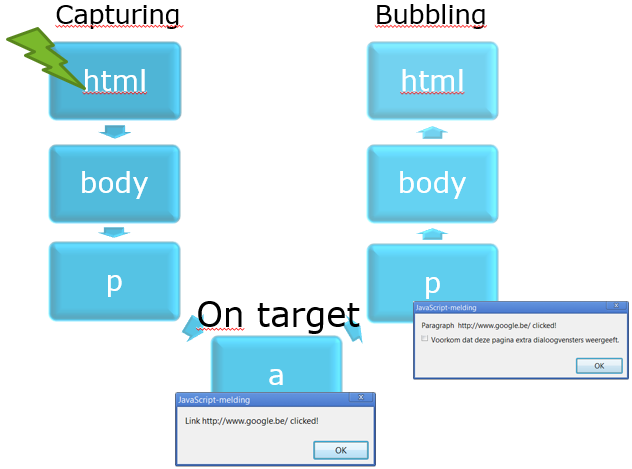 Capturing
html
body
p
On target
a
JavaScript-melding
Link http://www.google.be/ clicked!
OK
Bubbling
html
body
p
JavaScript-melding
Paragraph http://www.google.be/ clicked!
Voorkom dat deze pagina extra dialoogvensters weergeeft.
OK